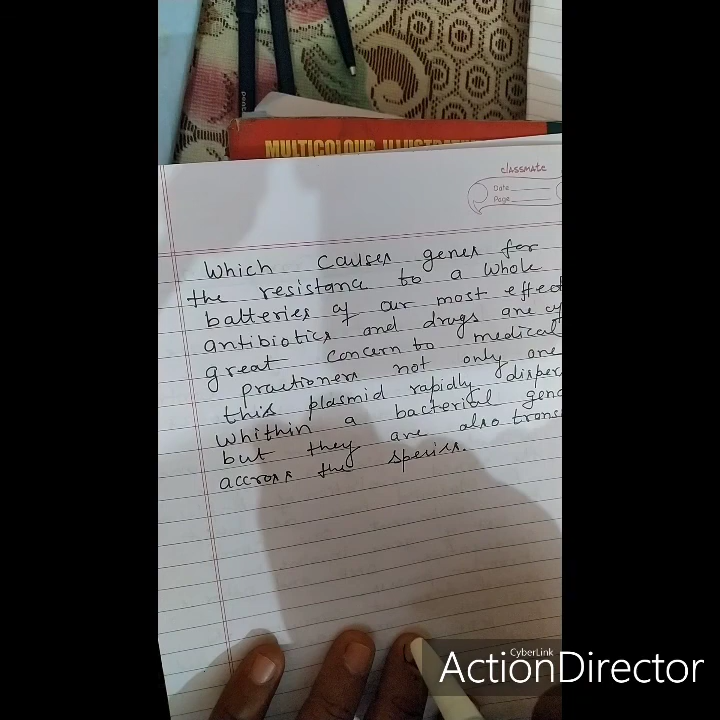 MULTICOLOUR
classmate
Date
Page
Which causes genes for
the resistance to a whole
batteries of our most effect
antibiotics and drugs are of
great concern to medical
practioners not only are
this plasmid rapidly disper
whithin a bacterial gene
but they are also trans
accross the speriss.
CyberLink
ActionDirector